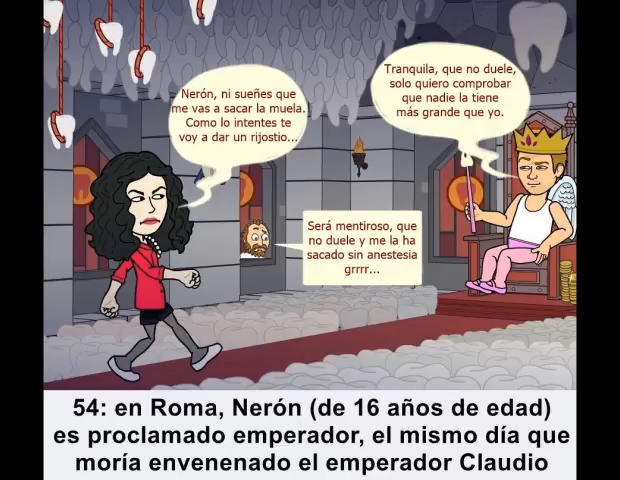 Nerón, ni sueñes que
me vas a sacar la muela.
Como lo intentes te
voy a dar un rijostio...
Tranquila, que no duele,
solo quiero comprobar
que nadie la tiene
más grande que yo.
Será mentiroso, que
no duele y me la ha
sacado sin anestesia
grrrr...
54: en Roma, Nerón (de 16 años de edad)
es proclamado emperador, el mismo día que
moría envenenado el emperador Claudio